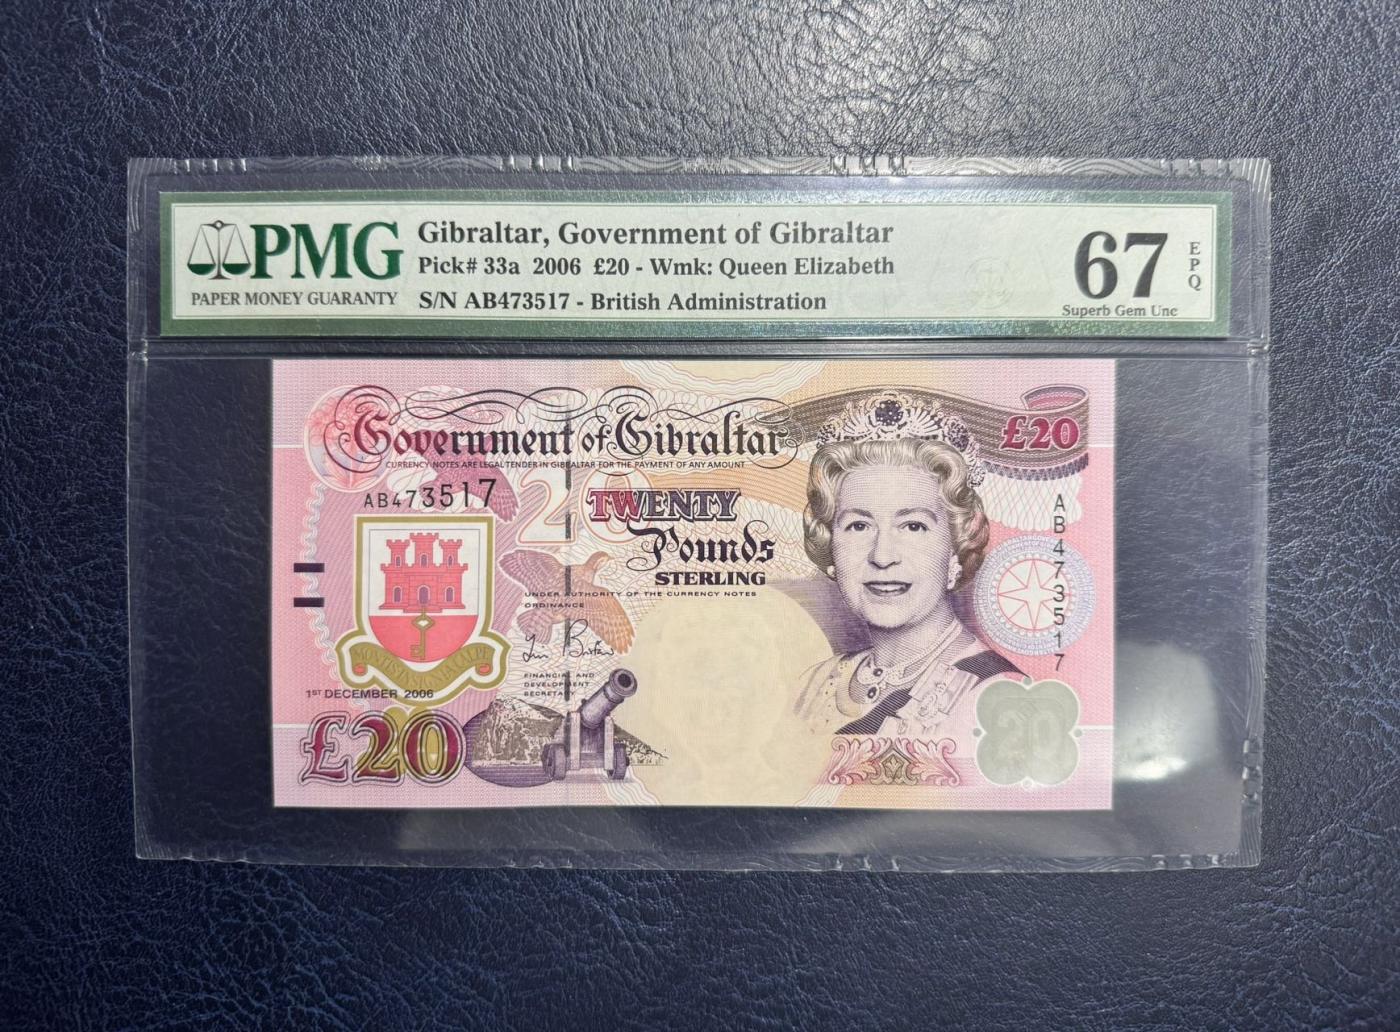 PMG
PAPER MONEY GUARANTY
Gibraltar, Government of Gibraltar
Pick# 33a 2006 £20 - Wmk: Queen Elizabeth
S/N AB473517 - British Administration
67
EPQ
Superb Gem Unc
Government of Gibraltar
CURRENCY NOTES ARE LEGAL TENDER IN GIBRALTAR FOR THE PAYMENT OF ANY AMOUNT
£20
AB473517
20
TWENTY
Pounds
STERLING
UNDER AUTHORITY OF THE CURRENCY NOTES
ORDINANCE
AB473517
MONTIS INSIGNIA CALPE
FINANCIAL AND
DEVELOPMENT
SECRETARY
1ST DECEMBER 2006
£20
20